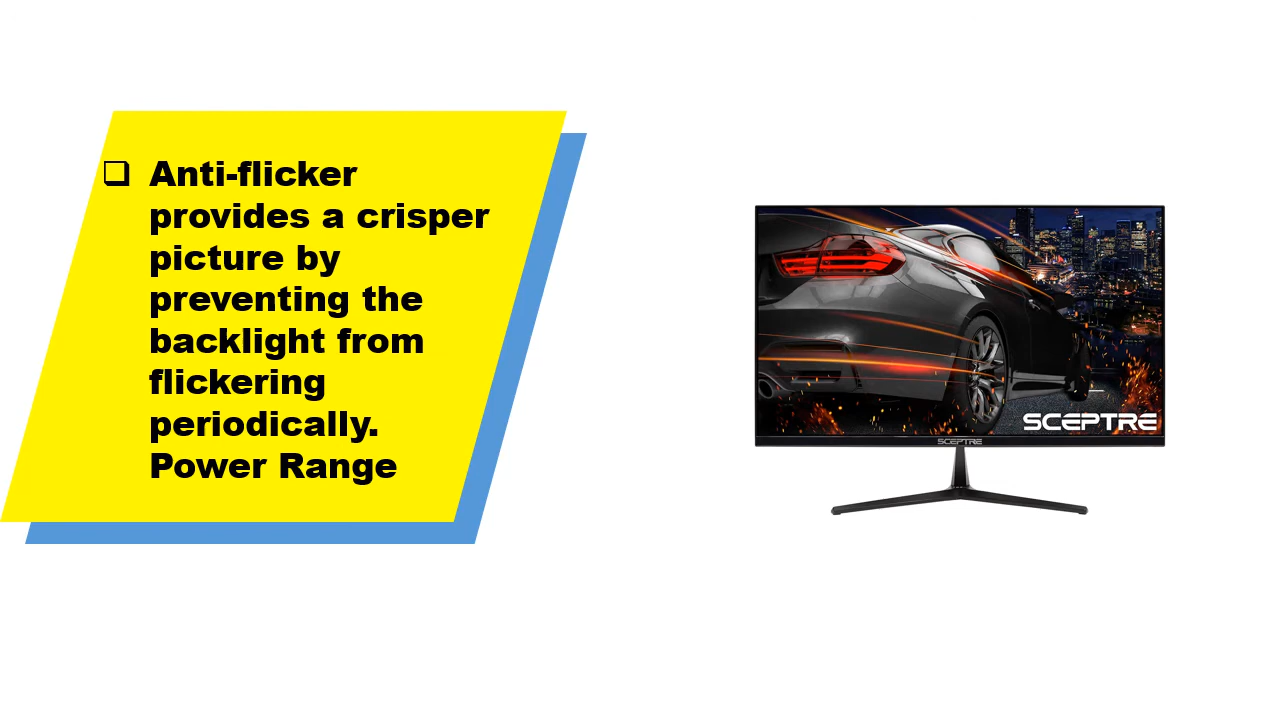 ❑ Anti-flicker
provides a crisper
picture by
preventing the
backlight from
flickering
periodically.
Power Range
SCEPTRE
SCEPTRE